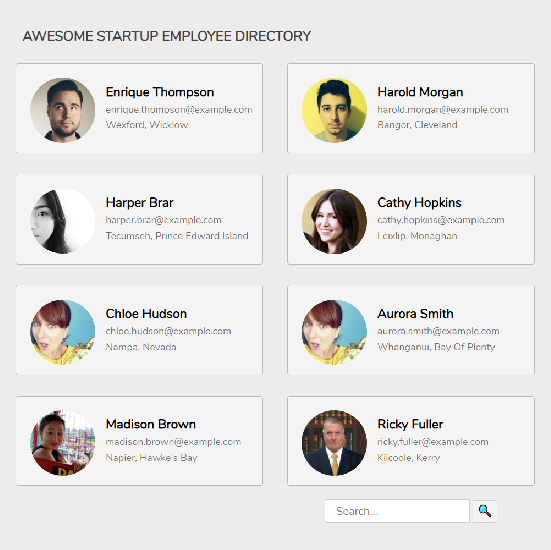 AWESOME STARTUP EMPLOYEE DIRECTORY
Enrique Thompson
enrique.thompson@example.com
Wexford, Wicklow
Harold Morgan
harold.morgan@example.com
Bangor, Cleveland
Harper Brar
harper.brar@example.com
Tecumseh, Prince Edward Island
Cathy Hopkins
cathy.hopkins@example.com
Leixlip, Monaghan
Chloe Hudson
chloe.hudson@example.com
Nampa, Nevada
Aurora Smith
aurora.smith@example.com
Whanganui, Bay Of Plenty
Madison Brown
madison.brown@example.com
Napier, Hawke's Bay
Ricky Fuller
ricky.fuller@example.com
Kilcoole, Kerry
Search...